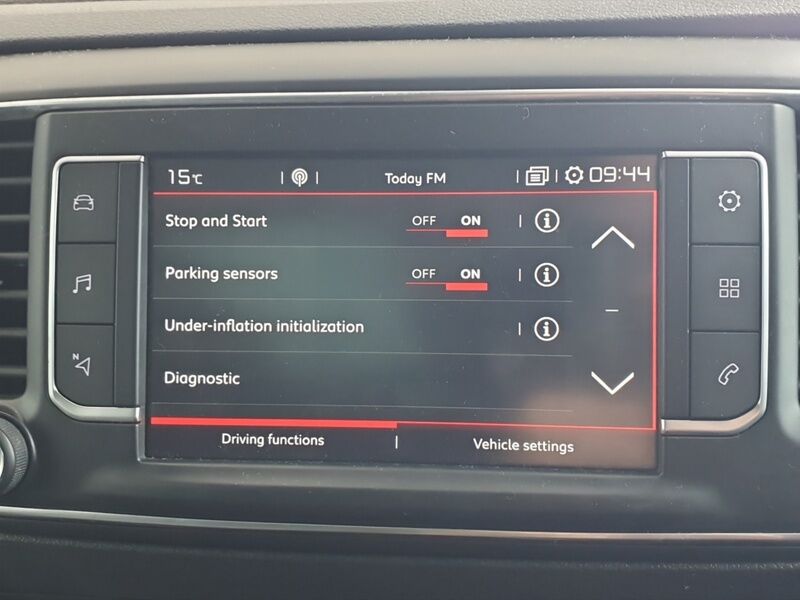 15°C Today FM 09:44
Stop and Start OFF ON
Parking sensors OFF ON
Under-inflation initialization
Diagnostic
Driving functions Vehicle settings
N